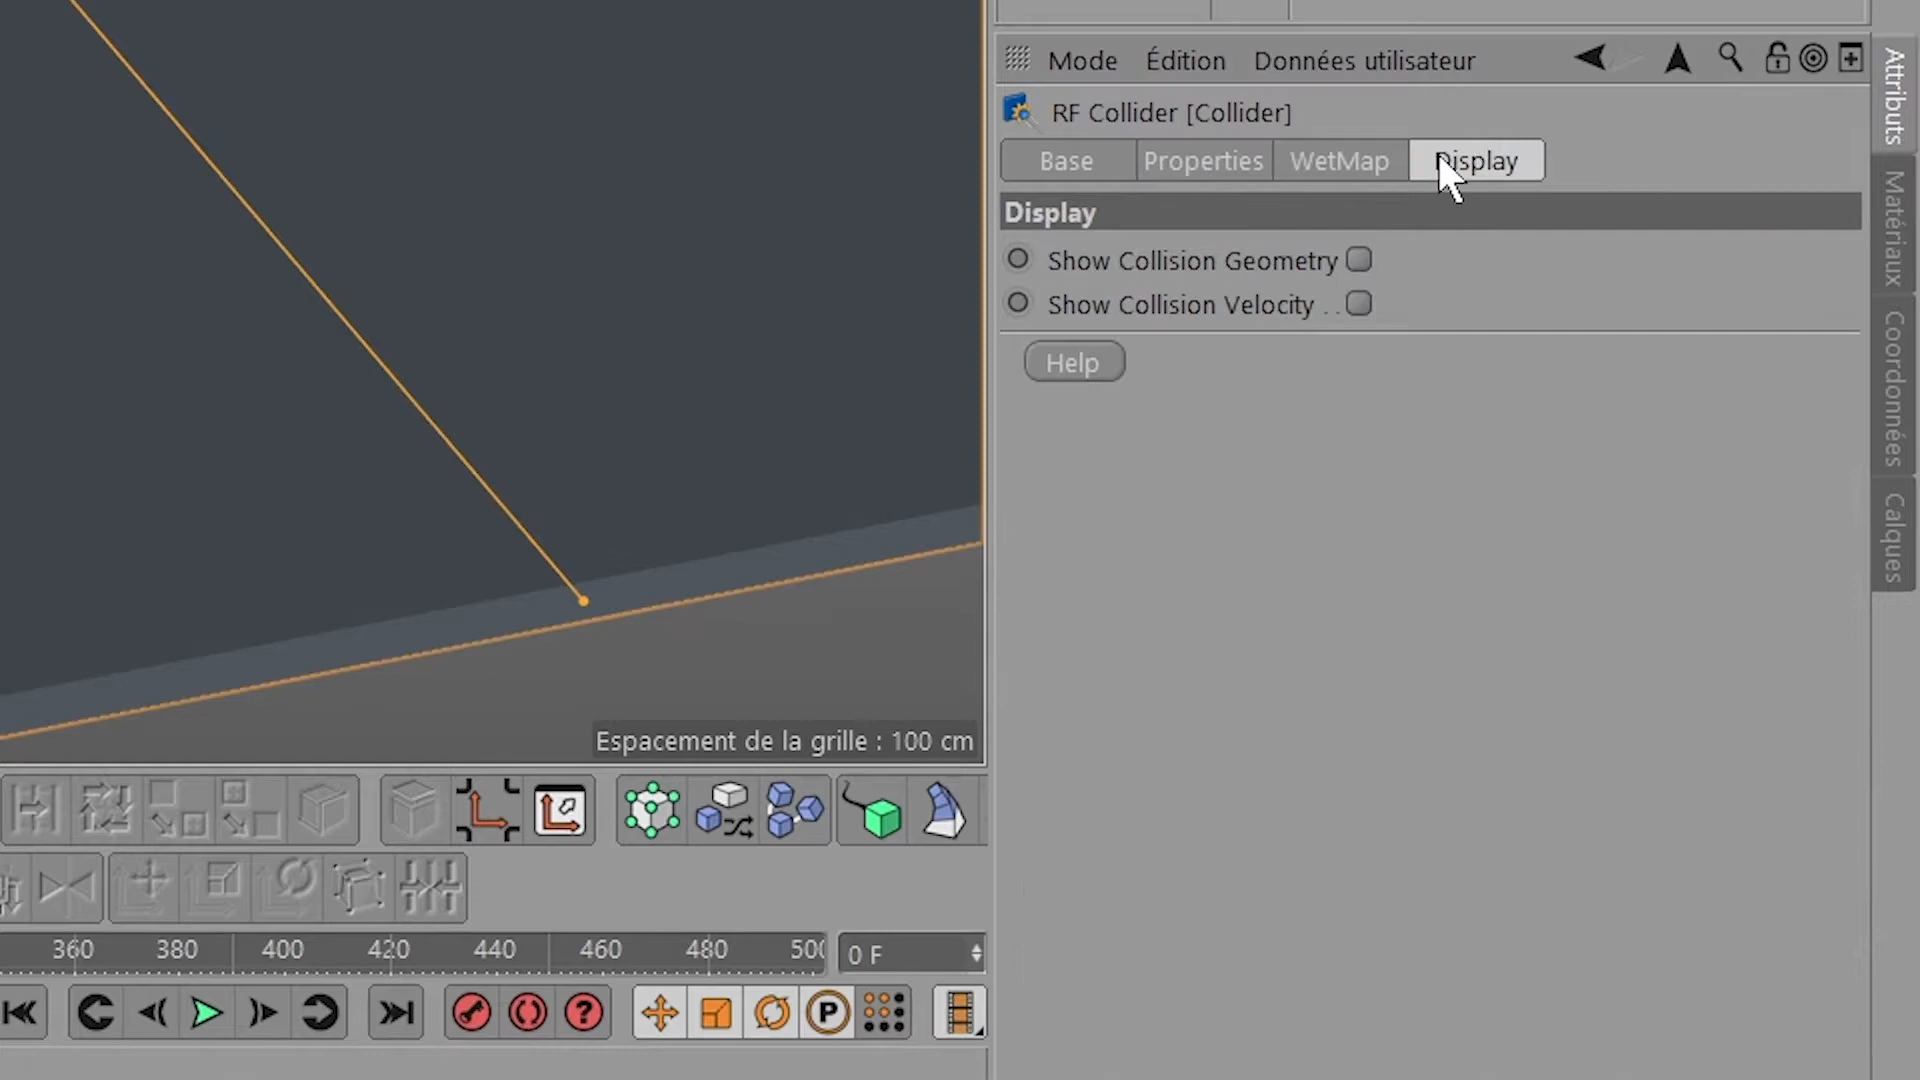 Mode Édition Données utilisateur
RF Collider [Collider]
Base Properties WetMap Display
Display
Show Collision Geometry
Show Collision Velocity . .
Help
Attributs
Matériaux
Coordonnées
Calques
Espacement de la grille : 100 cm
360 380 400 420 440 460 480 500
0 F
P